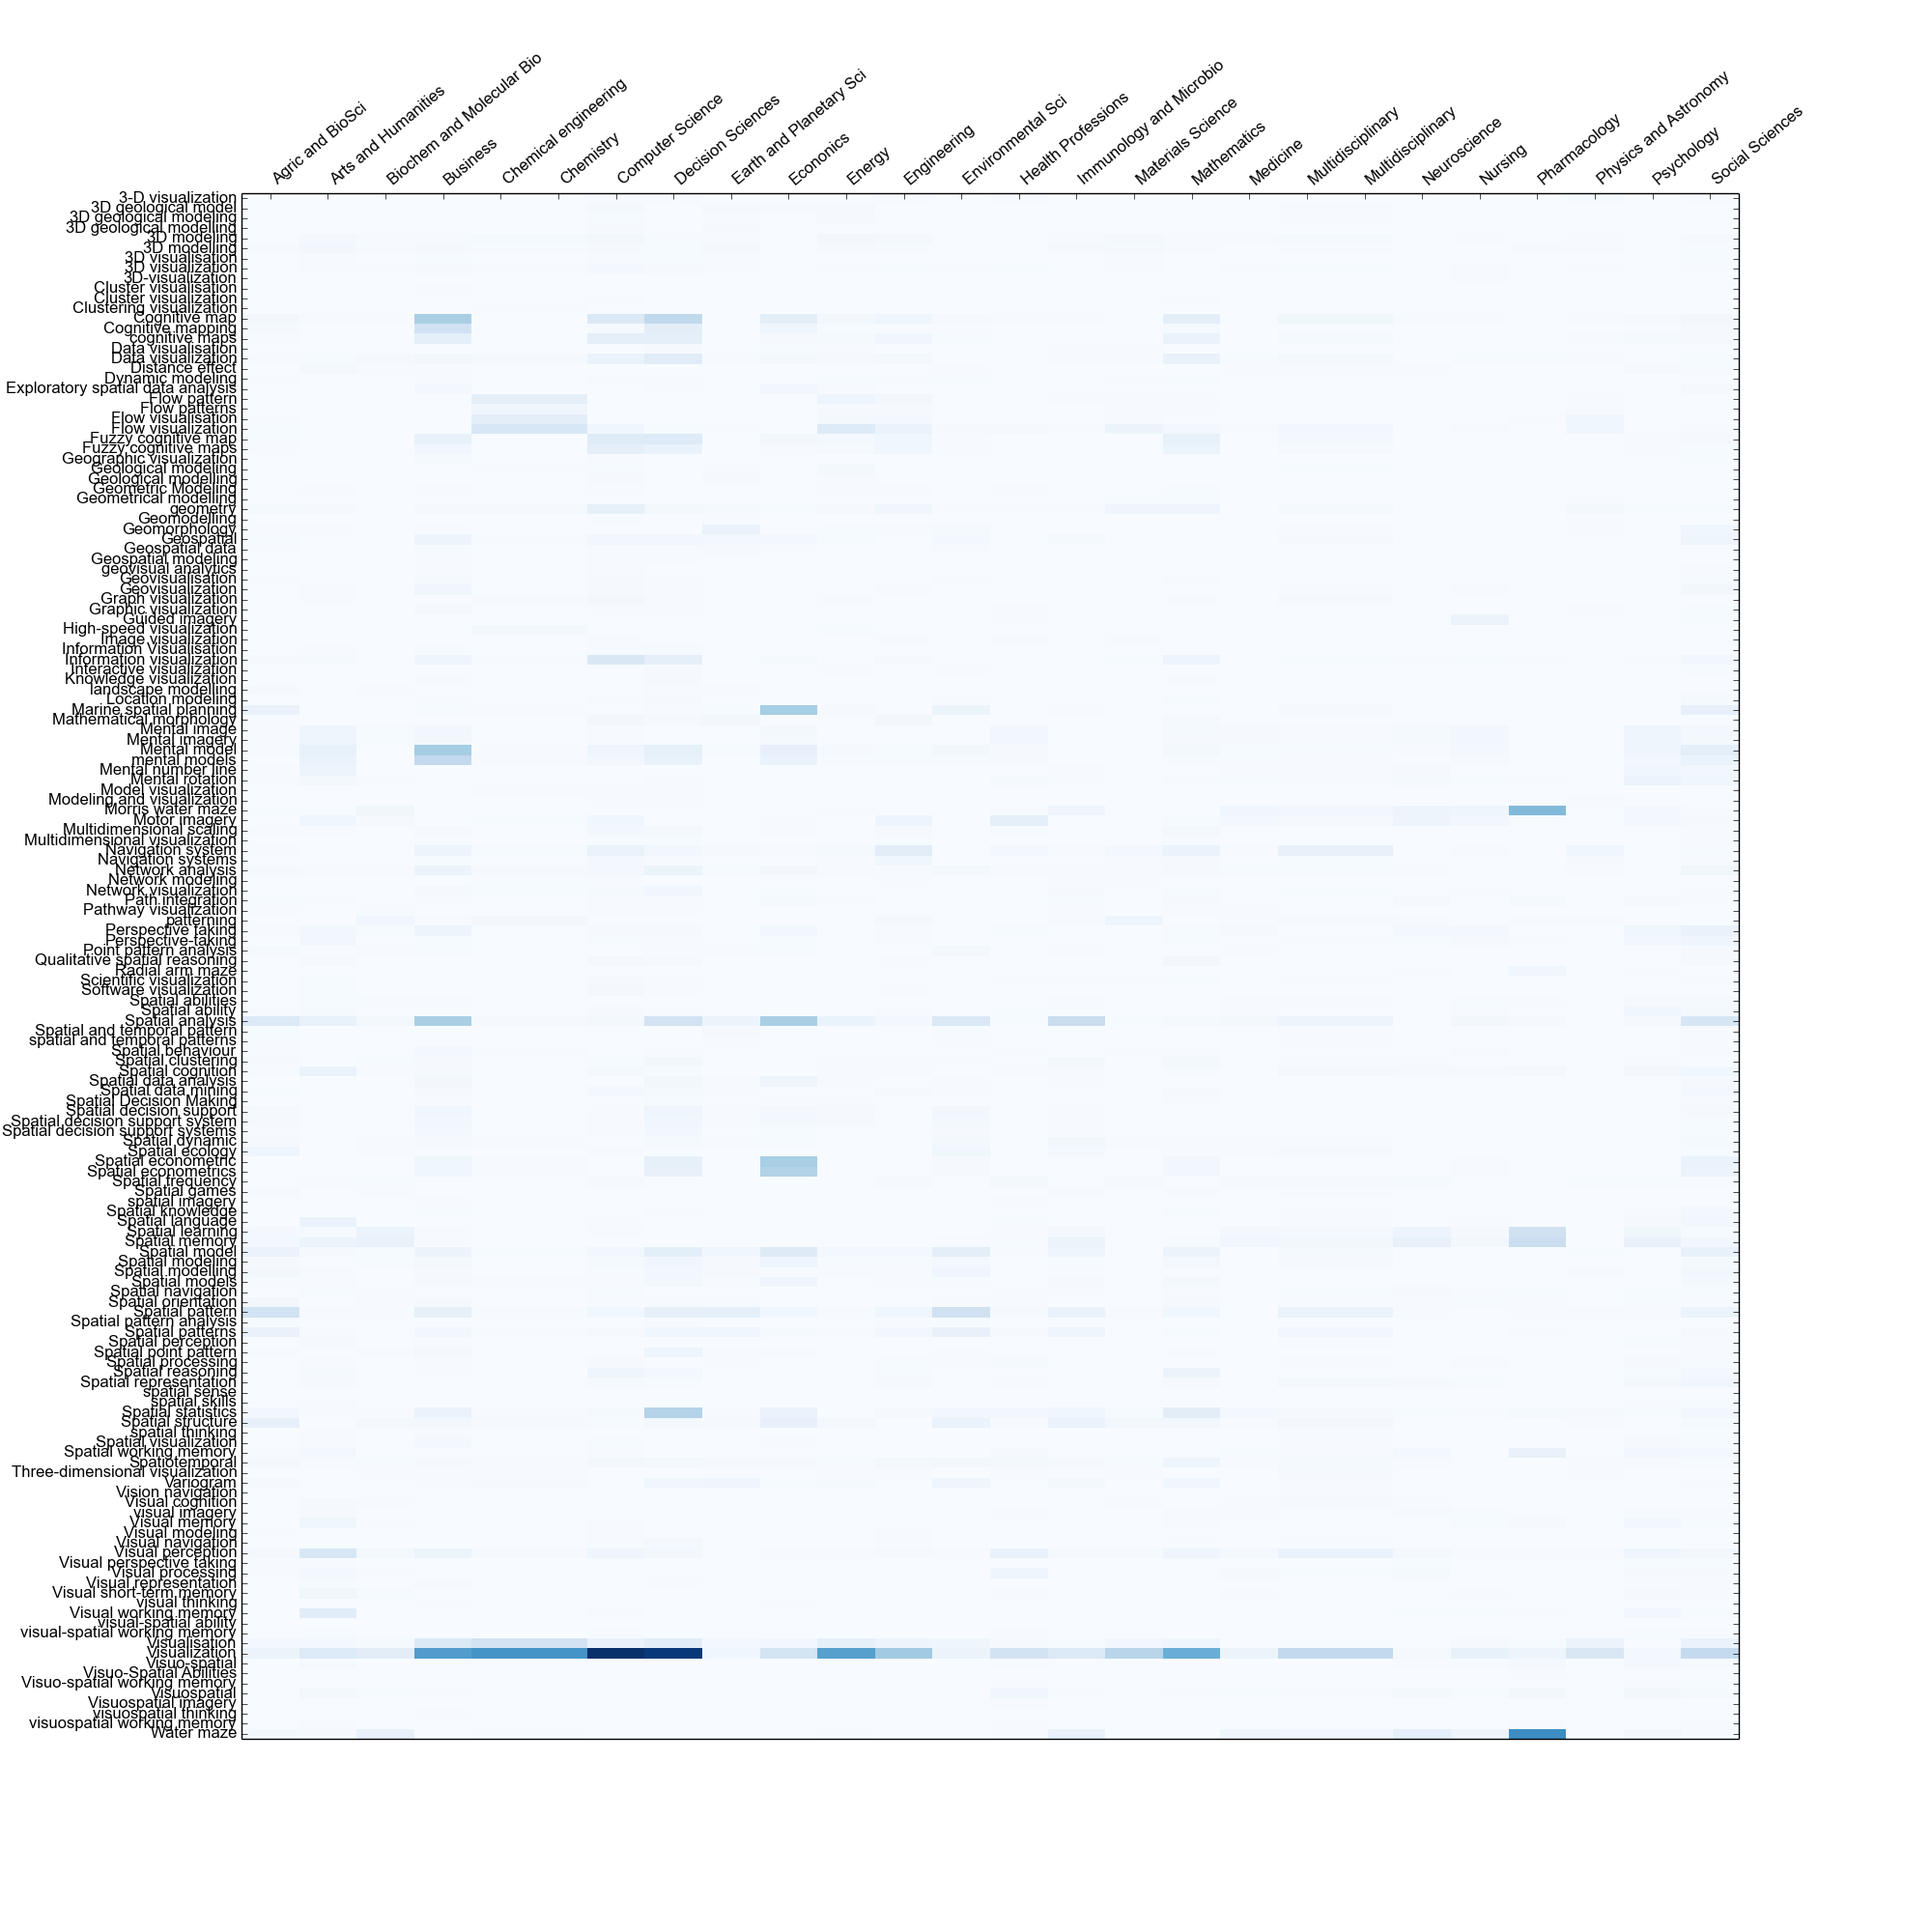 Agric and BioSci
Arts and Humanities
Biochem and Molecular Bio
Business
Chemical engineering
Chemistry
Computer Science
Decision Sciences
Earth and Planetary Sci
Econonics
Energy
Engineering
Environmental Sci
Health Professions
Immunology and Microbio
Materials Science
Mathematics
Medicine
Multidisciplinary
Multidisciplinary
Neuroscience
Nursing
Pharmacology
Physics and Astronomy
Psychology
Social Sciences
3-D visualization
3D geological model
3D geological modeling
3D geological modelling
3D modeling
3D modelling
3D visualisation
3D visualization
3D-visualization
Cluster visualisation
Cluster visualization
Clustering visualization
Cognitive map
Cognitive mapping
cognitive maps
Data visualisation
Data visualization
Distance effect
Dynamic modeling
Exploratory spatial data analysis
Flow pattern
Flow patterns
Flow visualisation
Flow visualization
Fuzzy cognitive map
Fuzzy cognitive maps
Geographic visualization
Geological modeling
Geological modelling
Geometric Modeling
Geometrical modelling
geometry
Geomodelling
Geomorphology
Geospatial
Geospatial data
Geospatial modeling
geovisual analytics
Geovisualisation
Geovisualization
Graph visualization
Graphic visualization
Guided imagery
High-speed visualization
Image visualization
Information Visualisation
Information visualization
Interactive visualization
Knowledge visualization
landscape modelling
Location modeling
Marine spatial planning
Mathematical morphology
Mental image
Mental imagery
Mental model
mental models
Mental number line
Mental rotation
Model visualization
Modeling and visualization
Morris water maze
Motor imagery
Multidimensional scaling
Multidimensional visualization
Navigation system
Navigation systems
Network analysis
Network modeling
Network visualization
Path integration
Pathway visualization
patterning
Perspective taking
Perspective-taking
Point pattern analysis
Qualitative spatial reasoning
Radial arm maze
Scientific visualization
Software visualization
Spatial abilities
Spatial ability
Spatial analysis
Spatial and temporal pattern
spatial and temporal patterns
Spatial behaviour
Spatial clustering
Spatial cognition
Spatial data analysis
Spatial data mining
Spatial Decision Making
Spatial decision support
Spatial decision support system
Spatial decision support systems
Spatial dynamic
Spatial ecology
Spatial econometric
Spatial econometrics
Spatial frequency
Spatial games
spatial imagery
Spatial knowledge
Spatial language
Spatial learning
Spatial memory
Spatial model
Spatial modeling
Spatial modelling
Spatial models
Spatial navigation
Spatial orientation
Spatial pattern
Spatial pattern analysis
Spatial patterns
Spatial perception
Spatial point pattern
Spatial processing
Spatial reasoning
Spatial representation
spatial sense
spatial skills
Spatial statistics
Spatial structure
spatial thinking
Spatial visualization
Spatial working memory
Spatiotemporal
Three-dimensional visualization
Variogram
Vision navigation
Visual cognition
visual imagery
Visual memory
Visual modeling
Visual navigation
Visual perception
Visual perspective taking
Visual processing
Visual representation
Visual short-term memory
visual thinking
Visual working memory
visual-spatial ability
visual-spatial working memory
Visualisation
Visualization
Visuo-spatial
Visuo-Spatial Abilities
Visuo-spatial working memory
Visuospatial
Visuospatial imagery
visuospatial thinking
visuospatial working memory
Water maze